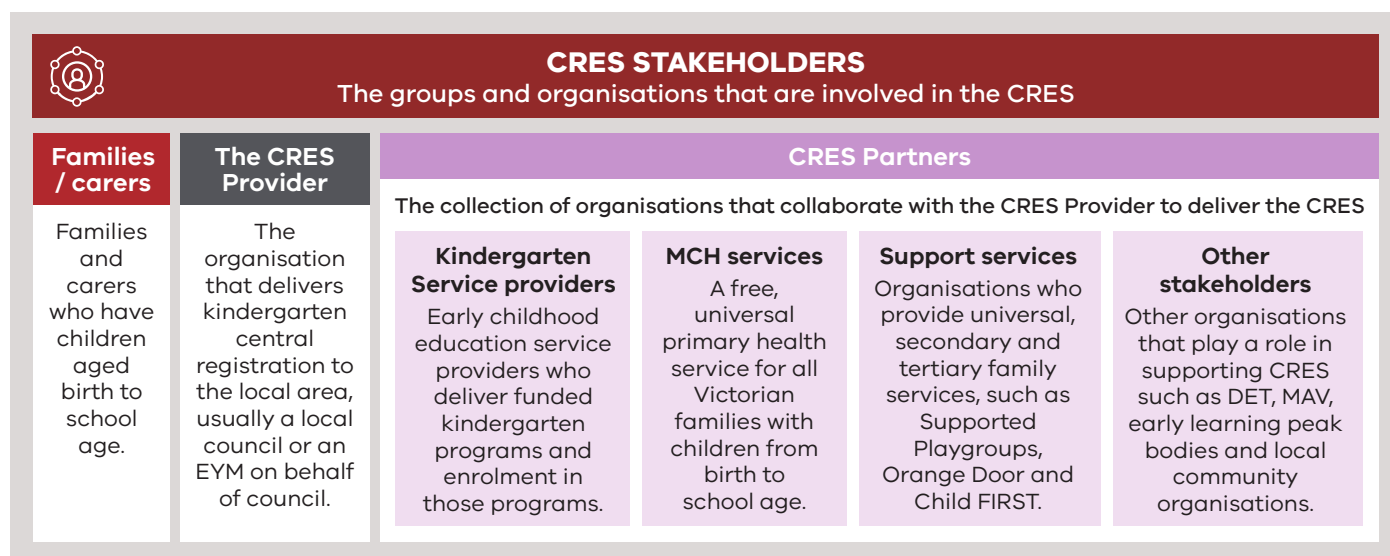 CRES STAKEHOLDERS
The groups and organisations that are involved in the CRES
Families
/ carers
Families
and
carers
who have
children
aged
birth to
school
age.
The CRES
Provider
The
organisation
that delivers
kindergarten
central
registration to
the local area,
usually a local
council or an
EYM on behalf
of council.
CRES Partners
The collection of organisations that collaborate with the CRES Provider to deliver the CRES
Kindergarten
Service providers
Early childhood
education service
providers who
deliver funded
kindergarten
programs and
enrolment in
those programs.
MCH services
A free,
universal
primary health
service for all
Victorian
families with
children from
birth to
school age.
Support services
Organisations who
provide universal,
secondary and
tertiary family
services, such as
Supported
Playgroups,
Orange Door and
Child FIRST.
Other
stakeholders
Other organisations
that play a role in
supporting CRES
such as DET, MAV,
early learning peak
bodies and local
community
organisations.